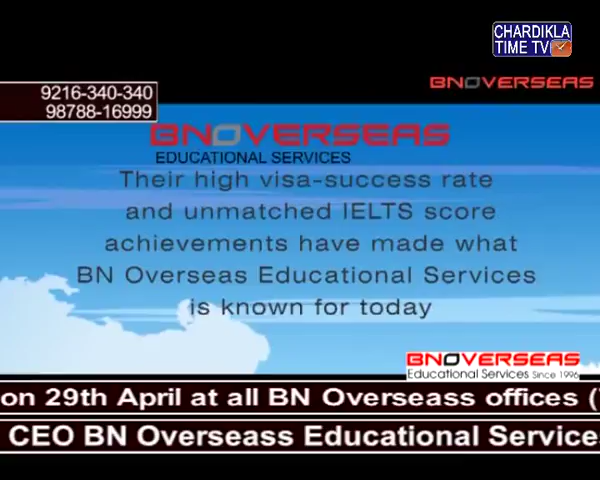 CHARDIKLA
TIME TV
BNOVERSEAS
9216-340-340
98788-16999
BNOVERSEAS
EDUCATIONAL SERVICES
Their high visa-success rate
and unmatched IELTS score
achievements have made what
BN Overseas Educational Services
is known for today
BNOVERSEAS
Educational Services Since 1996
on 29th April at all BN Overseass offices (
CEO BN Overseass Educational Services